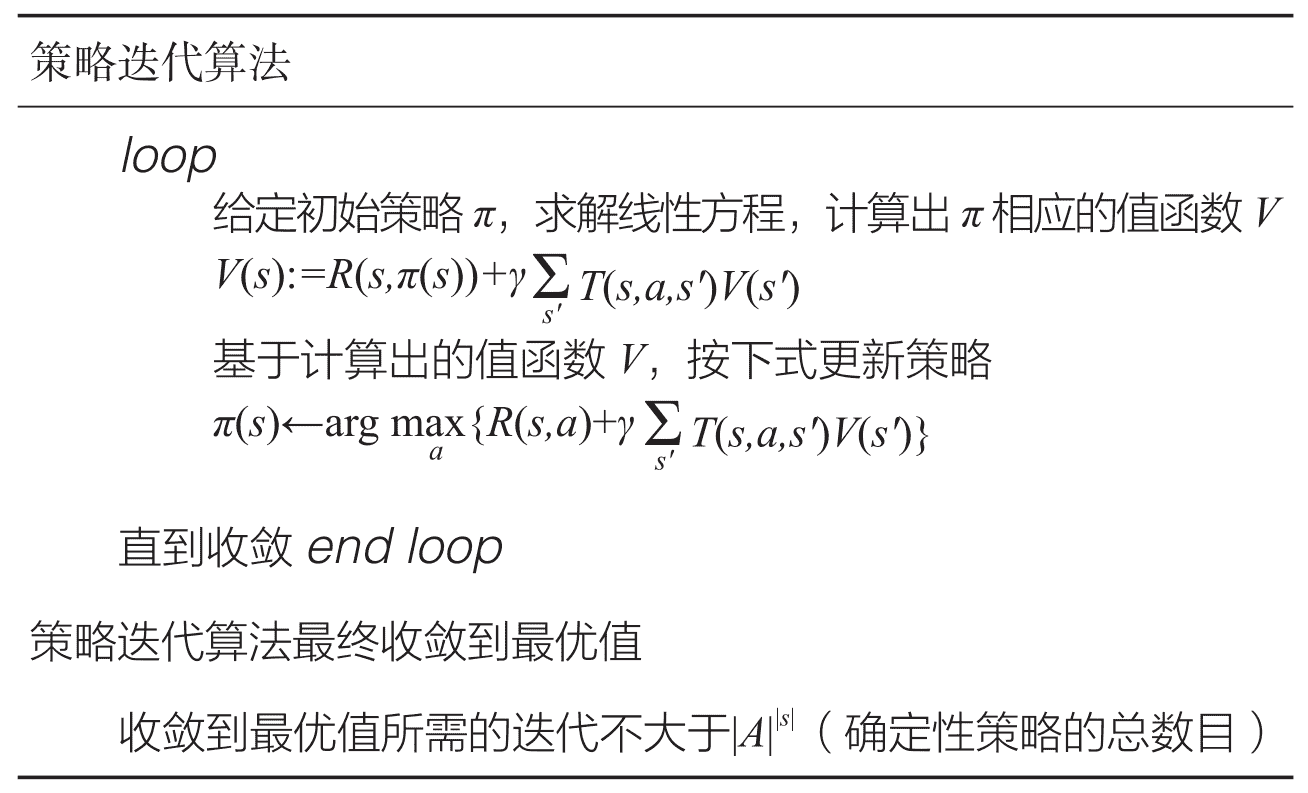 策略迭代算法
loop
给定初始策略 π，求解线性方程，计算出 π 相应的值函数 V
V(s):=R(s,π(s))+γ∑_{s'} T(s,a,s')V(s')
基于计算出的值函数 V，按下式更新策略
π(s)←arg max_a{R(s,a)+γ∑_{s'} T(s,a,s')V(s')}
直到收敛 end loop
策略迭代算法最终收敛到最优值
收敛到最优值所需的迭代不大于|A|^{|s|}（确定性策略的总数目）